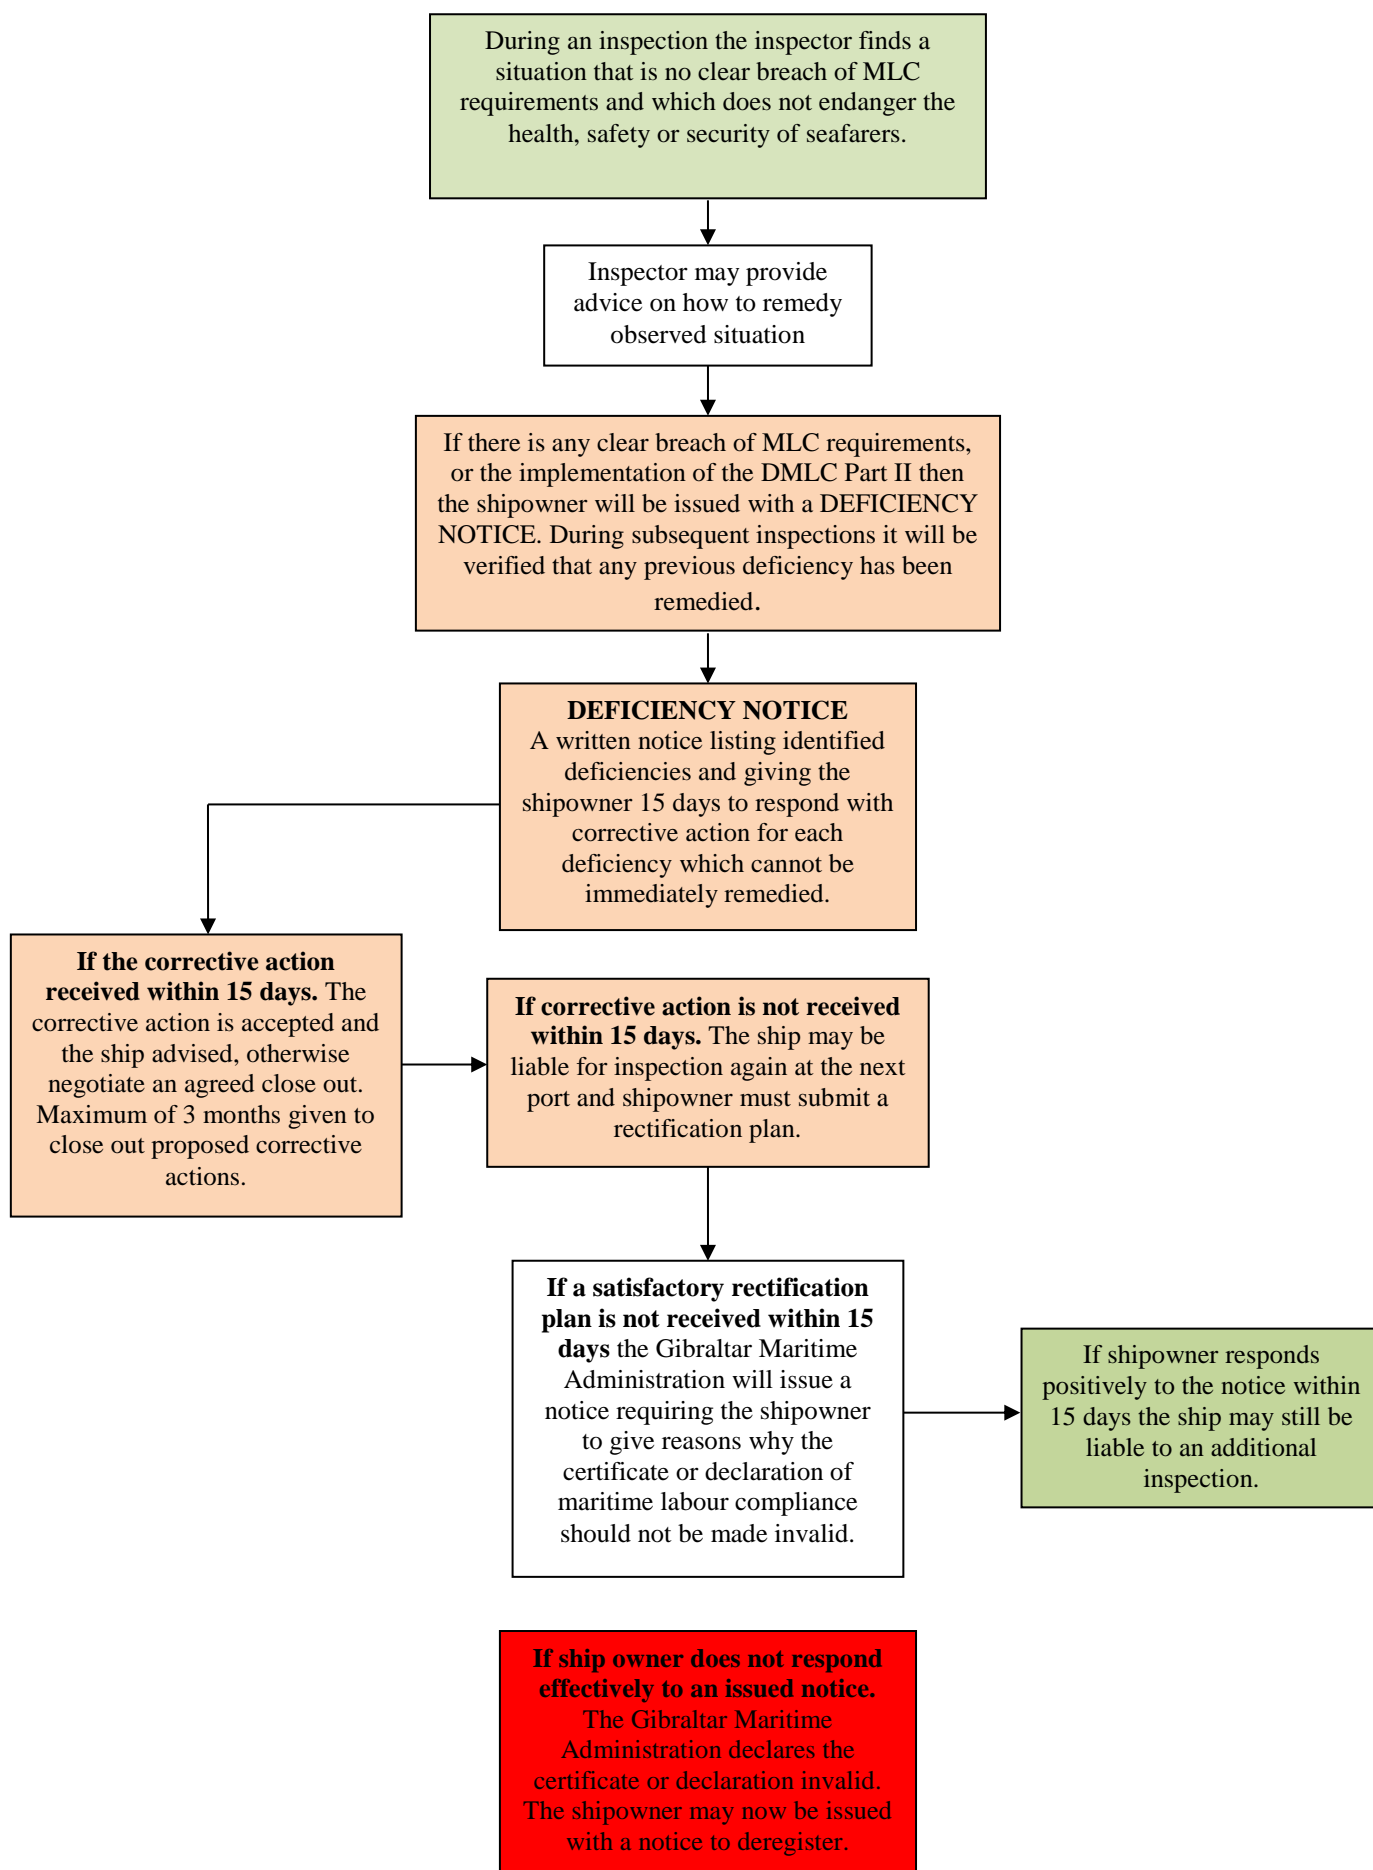 During an inspection the inspector finds a
situation that is no clear breach of MLC
requirements and which does not endanger the
health, safety or security of seafarers.
Inspector may provide
advice on how to remedy
observed situation
If there is any clear breach of MLC requirements,
or the implementation of the DMLC Part II then
the shipowner will be issued with a DEFICIENCY
NOTICE. During subsequent inspections it will be
verified that any previous deficiency has been
remedied.
DEFICIENCY NOTICE
A written notice listing identified
deficiencies and giving the
shipowner 15 days to respond with
corrective action for each
deficiency which cannot be
immediately remedied.
If the corrective action
received within 15 days. The
corrective action is accepted and
the ship advised, otherwise
negotiate an agreed close out.
Maximum of 3 months given to
close out proposed corrective
actions.
If corrective action is not received
within 15 days. The ship may be
liable for inspection again at the next
port and shipowner must submit a
rectification plan.
If a satisfactory rectification
plan is not received within 15
days the Gibraltar Maritime
Administration will issue a
notice requiring the shipowner
to give reasons why the
certificate or declaration of
maritime labour compliance
should not be made invalid.
If shipowner responds
positively to the notice within
15 days the ship may still be
liable to an additional
inspection.
If ship owner does not respond
effectively to an issued notice.
The Gibraltar Maritime
Administration declares the
certificate or declaration invalid.
The shipowner may now be issued
with a notice to deregister.